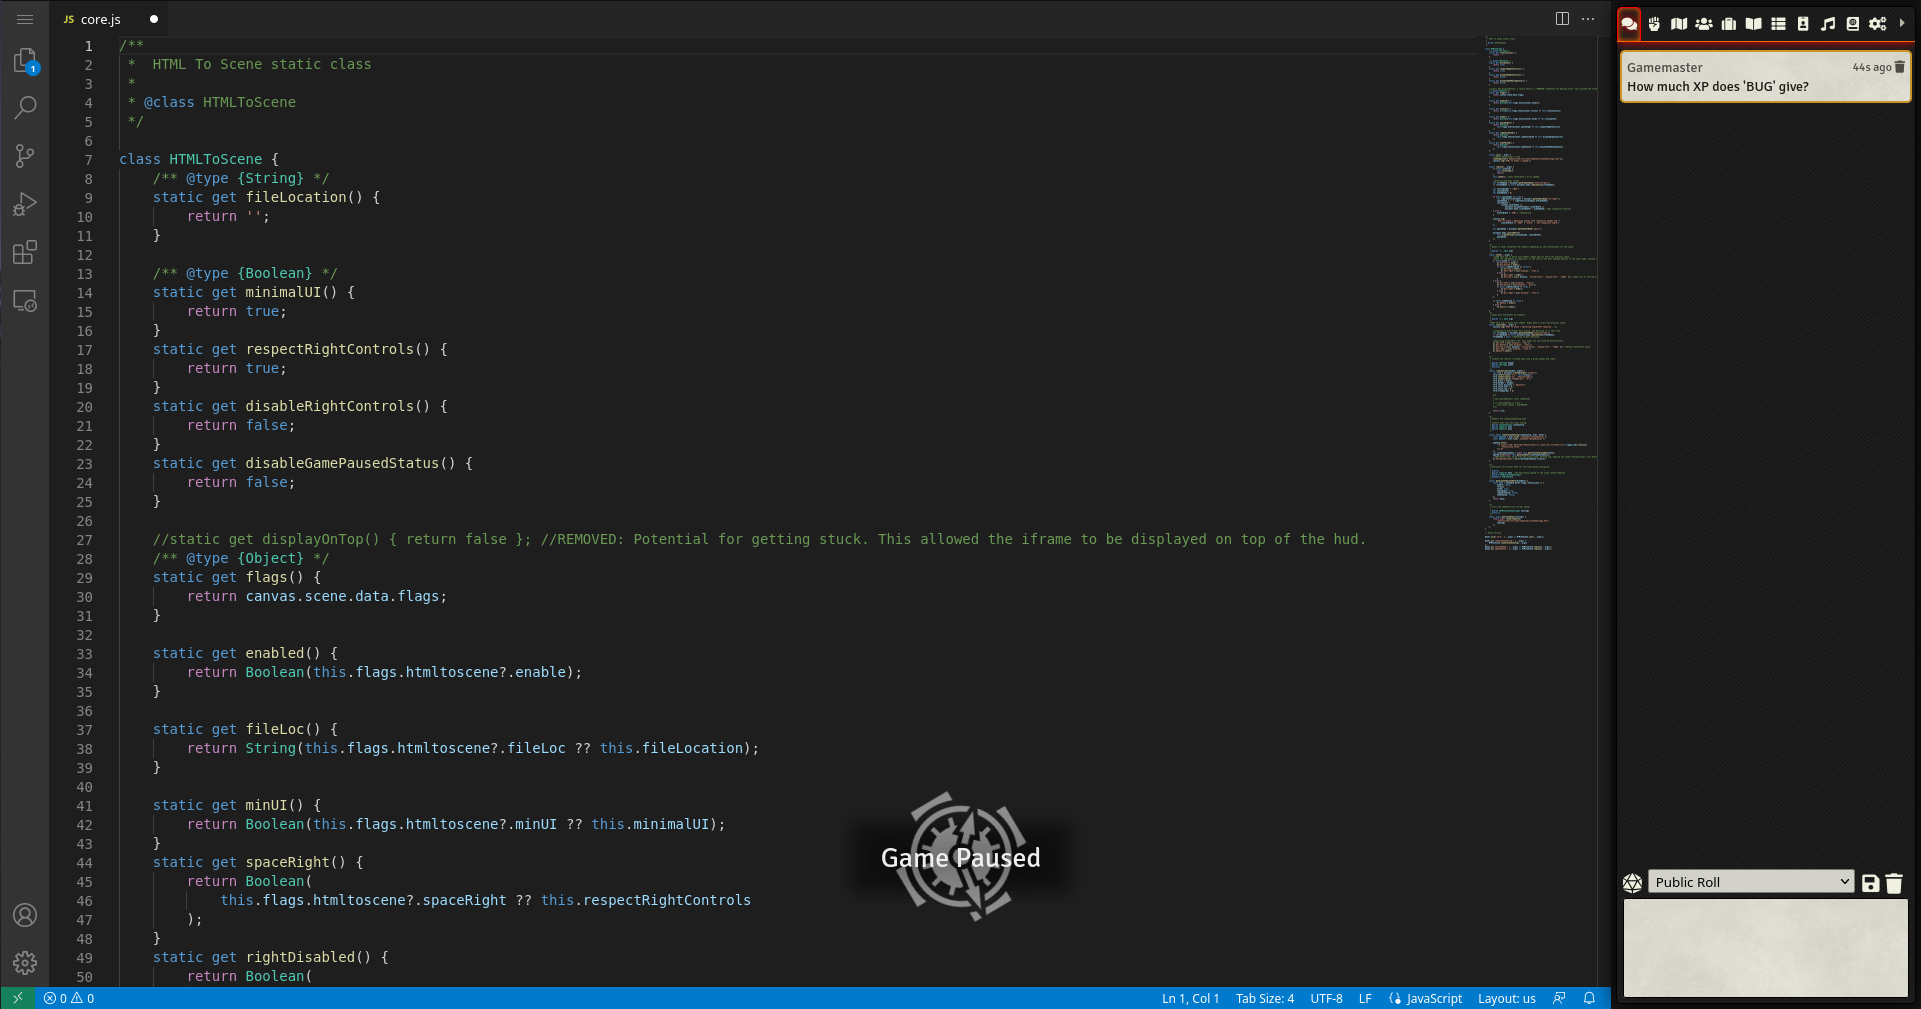 JS core.js
1 /**
2  *  HTML To Scene static class
3  *
4  * @class HTMLToScene
5  */
6
7 class HTMLToScene {
8     /** @type {String} */
9     static get fileLocation() {
10         return '';
11     }
12
13     /** @type {Boolean} */
14     static get minimalUI() {
15         return true;
16     }
17     static get respectRightControls() {
18         return true;
19     }
20     static get disableRightControls() {
21         return false;
22     }
23     static get disableGamePausedStatus() {
24         return false;
25     }
26
27     //static get displayOnTop() { return false }; //REMOVED: Potential for getting stuck. This allowed the iframe to be displayed on top of the hud.
28     /** @type {Object} */
29     static get flags() {
30         return canvas.scene.data.flags;
31     }
32
33     static get enabled() {
34         return Boolean(this.flags.htmltoscene?.enable);
35     }
36
37     static get fileLoc() {
38         return String(this.flags.htmltoscene?.fileLoc ?? this.fileLocation);
39     }
40
41     static get minUI() {
42         return Boolean(this.flags.htmltoscene?.minUI ?? this.minimalUI);
43     }
44     static get spaceRight() {
45         return Boolean(
46             this.flags.htmltoscene?.spaceRight ?? this.respectRightControls
47         );
48     }
49     static get rightDisabled() {
50         return Boolean(
1
Game Paused
0 0
Ln 1, Col 1 Tab Size: 4 UTF-8 LF JavaScript Layout: us
Gamemaster 44s ago
How much XP does 'BUG' give?
Public Roll